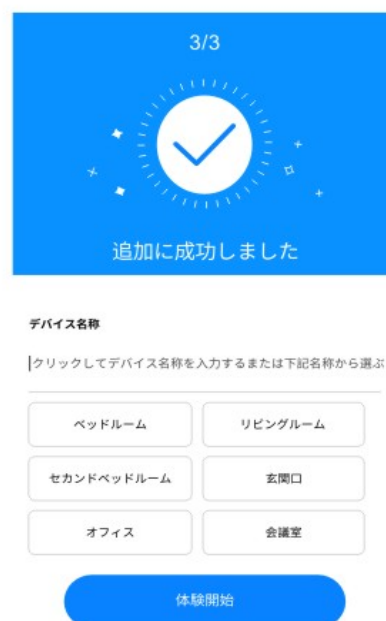 3/3
追加に成功しました
デバイス名称
クリックしてデバイス名称を入力するまたは下記名称から選ぶ
ベッドルーム
リビングルーム
セカンドベッドルーム
玄関口
オフィス
会議室
体験開始